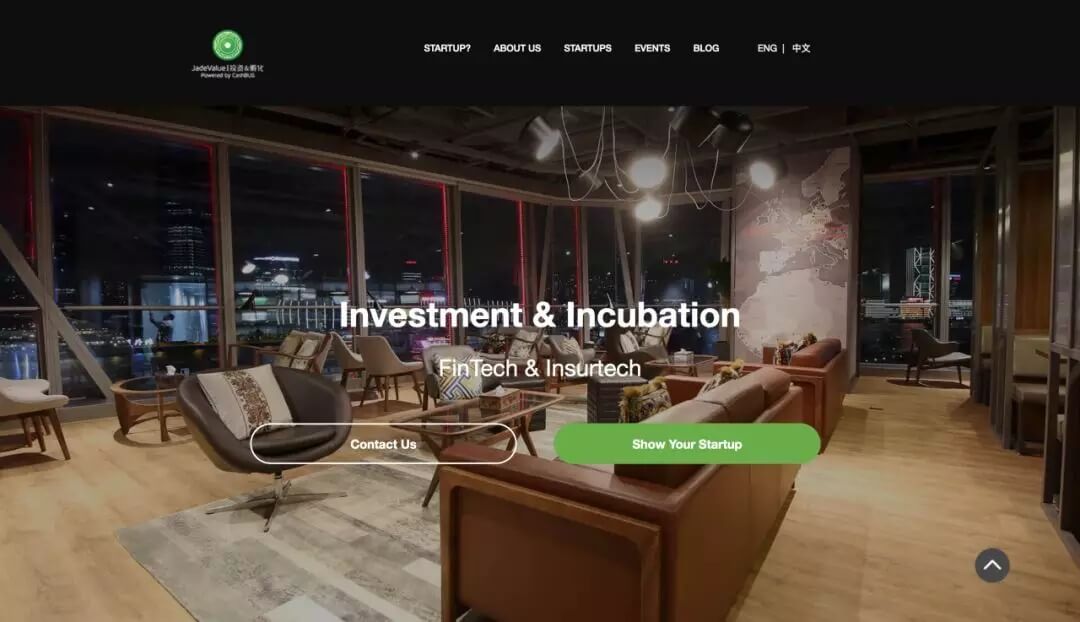 JadeValue|投资&孵化
Powered by CashBUS
STARTUP?
ABOUT US
STARTUPS
EVENTS
BLOG
ENG | 中文
Investment & Incubation
FinTech & Insurtech
Contact Us
Show Your Startup